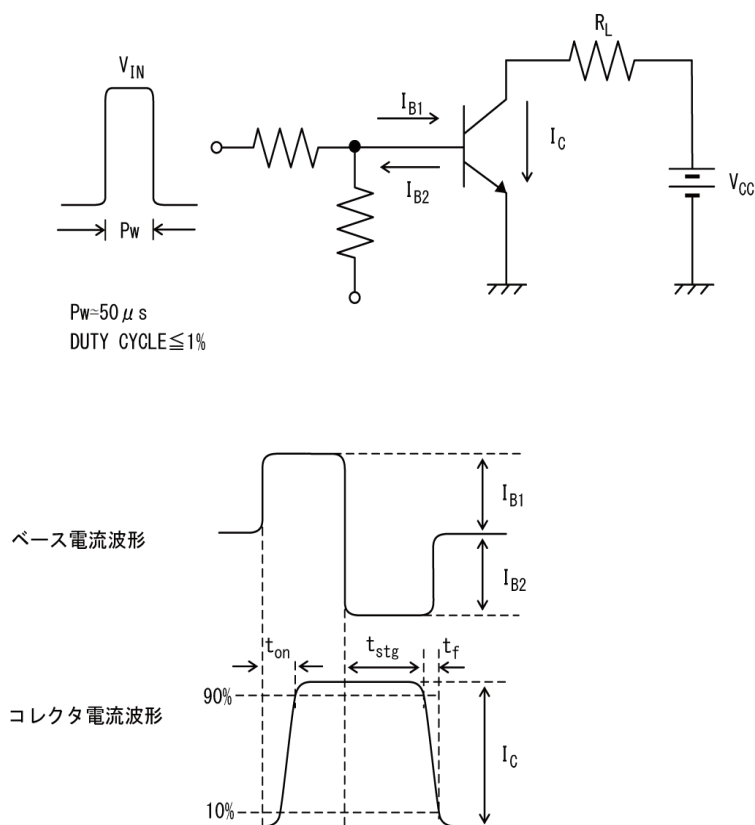 V_IN
Pw
Pw≃50μs
DUTY CYCLE≦1%
I_B1
I_B2
I_C
R_L
V_CC
ベース電流波形
I_B1
I_B2
コレクタ電流波形
t_on
t_stg
t_f
90%
10%
I_C